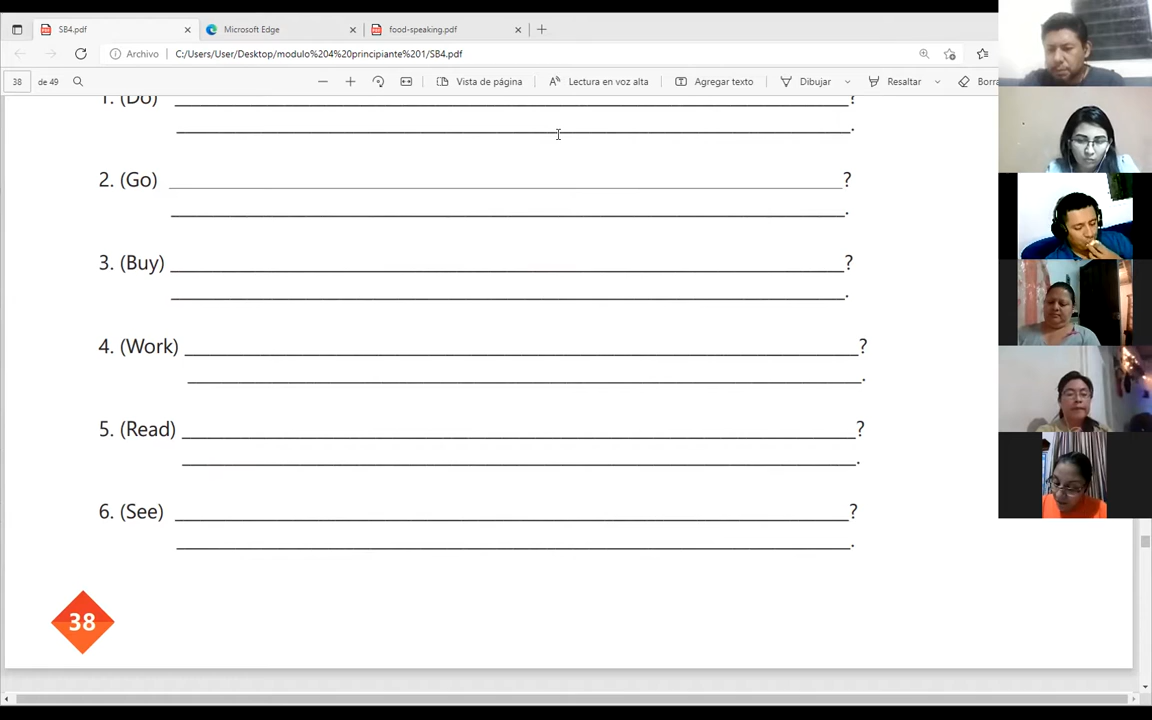 SB4.pdf
Microsoft Edge
food-speaking.pdf
Archivo
C:/Users/User/Desktop/modulo%204%20principiante%201/SB4.pdf
38
de 49
Vista de página
Lectura en voz alta
Agregar texto
Dibujar
Resaltar
Borra
1. (Do) ?
.
2. (Go) ?
.
3. (Buy) ?
.
4. (Work) ?
.
5. (Read) ?
.
6. (See) ?
.
38